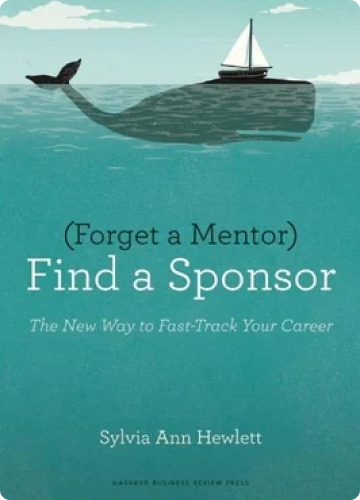 (Forget a Mentor)
Find a Sponsor
The New Way to Fast-Track Your Career
Sylvia Ann Hewlett
HARVARD BUSINESS REVIEW PRESS